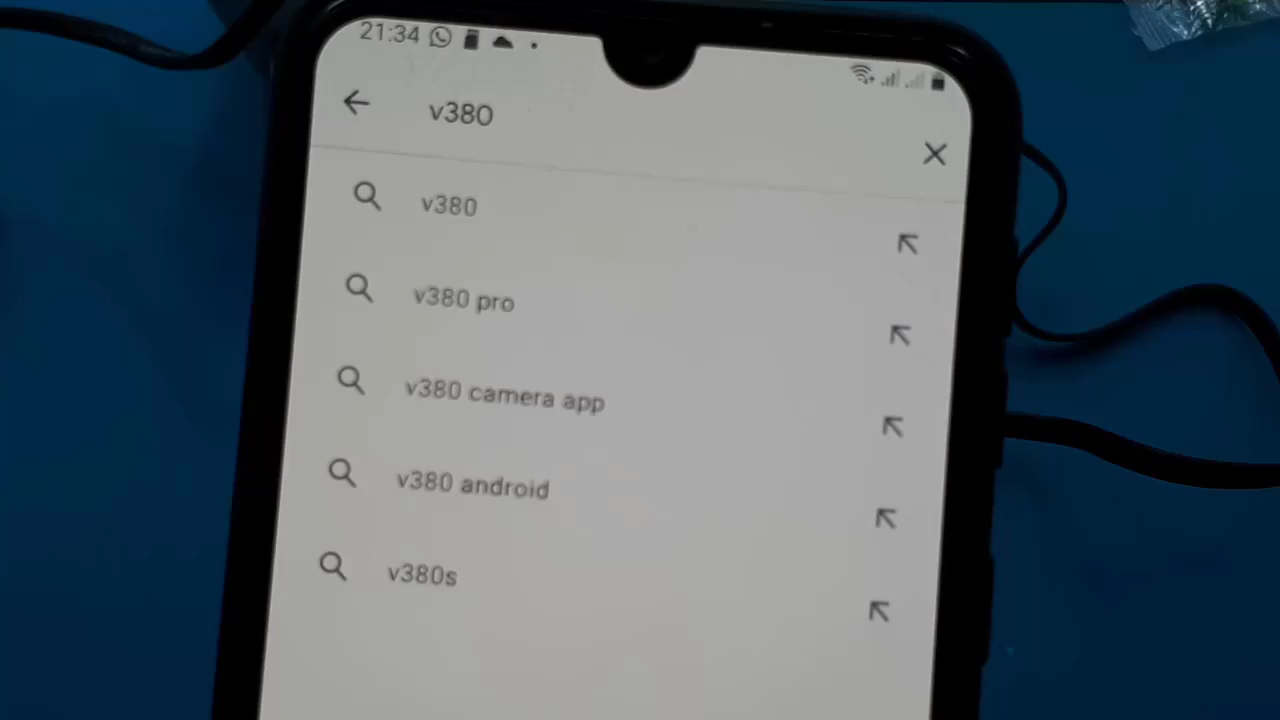 21:34
v380
v380
v380 pro
v380 camera app
v380 android
v380s